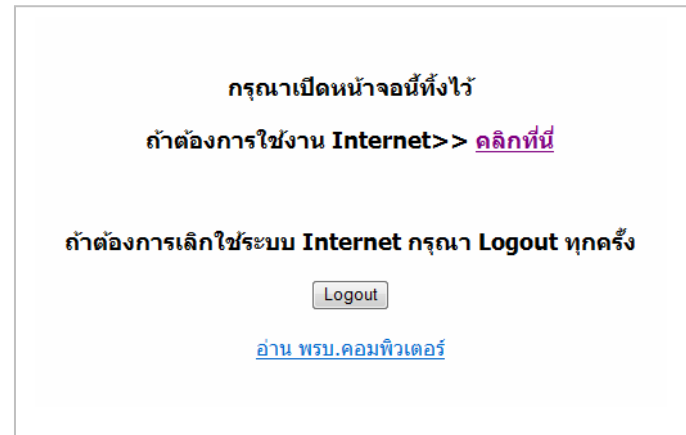 กรุณาเปิดหน้าจอนี้ทิ้งไว้
ถ้าต้องการใช้งาน Internet>> คลิกที่นี่
ถ้าต้องการเลิกใช้ระบบ Internet กรุณา Logout ทุกครั้ง
Logout
อ่าน พรบ.คอมพิวเตอร์